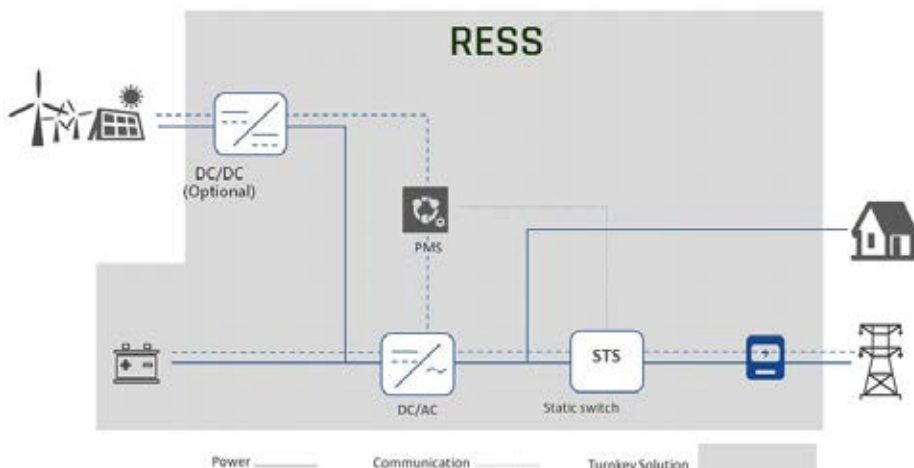 RESS
DC/DC
(Optional)
PMS
STS
DC/AC
Static switch
Power
Communication
Turnkey Solution